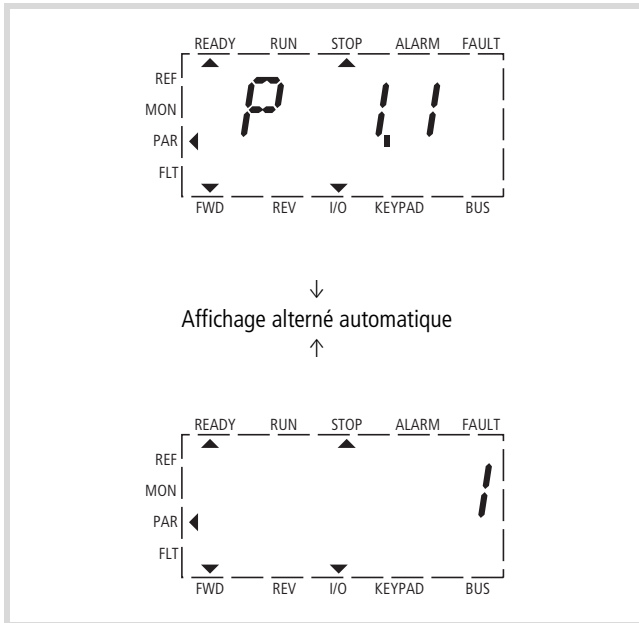 READY RUN STOP ALARM FAULT
REF
MON
PAR
FLT
P 1.1
FWD REV I/O KEYPAD BUS
↓
Affichage alterné automatique
↑
READY RUN STOP ALARM FAULT
REF
MON
PAR
FLT
1
FWD REV I/O KEYPAD BUS